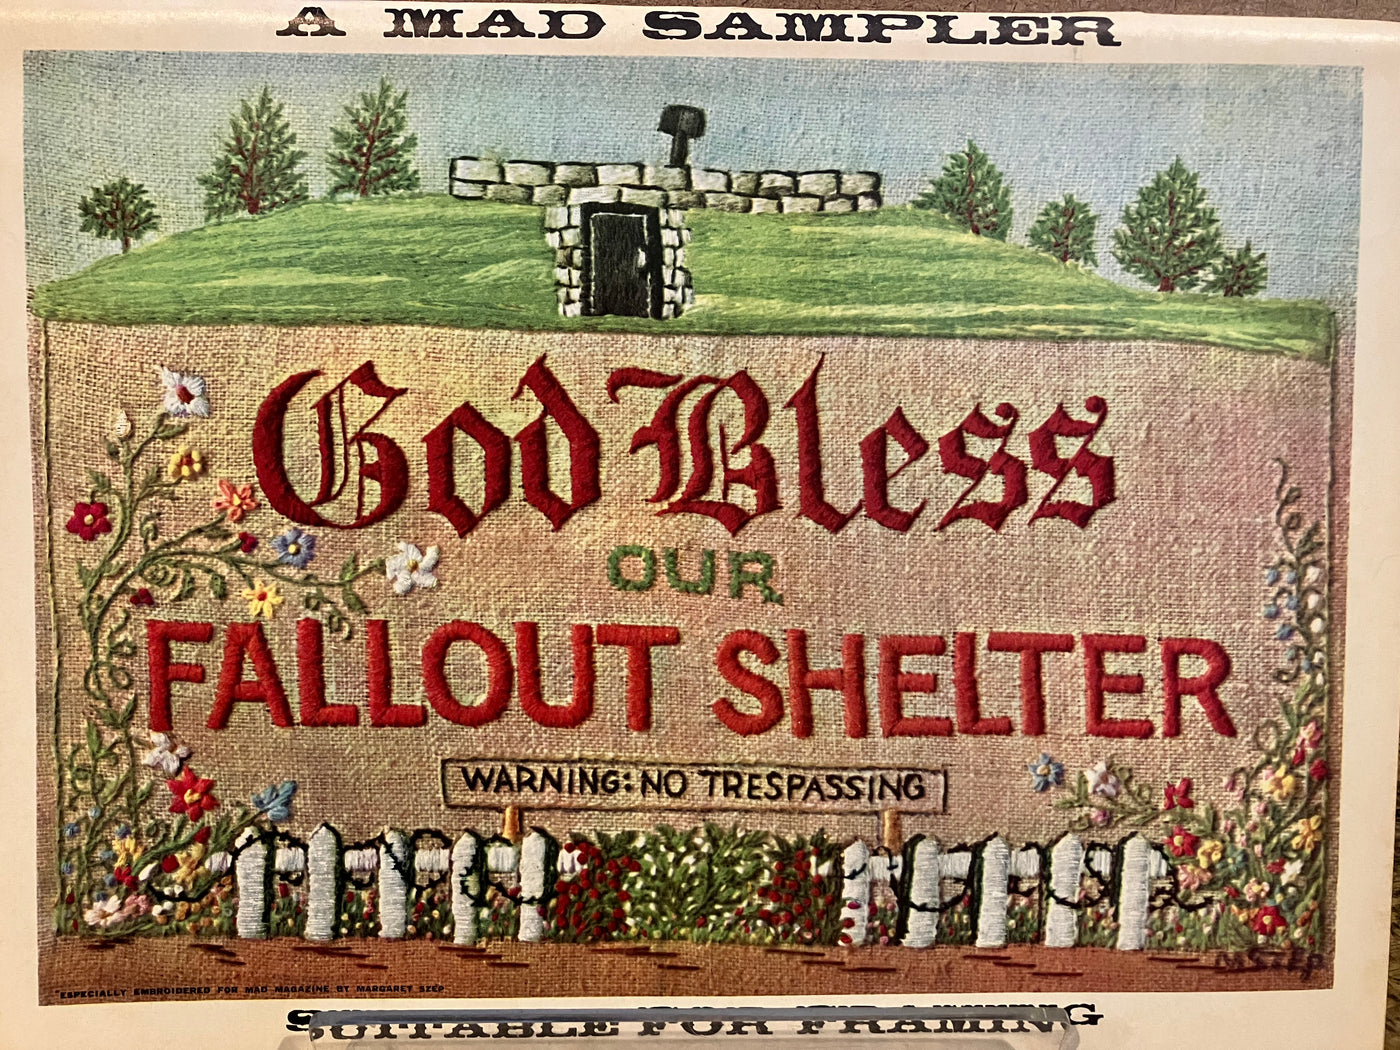 A MAD SAMPLER
God Bless
OUR
FALLOUT SHELTER
WARNING: NO TRESPASSING
M SZEP
"ESPECIALLY EMBROIDERED FOR MAD MAGAZINE BY MARGARET SZEP
SUITABLE FOR FRAMING